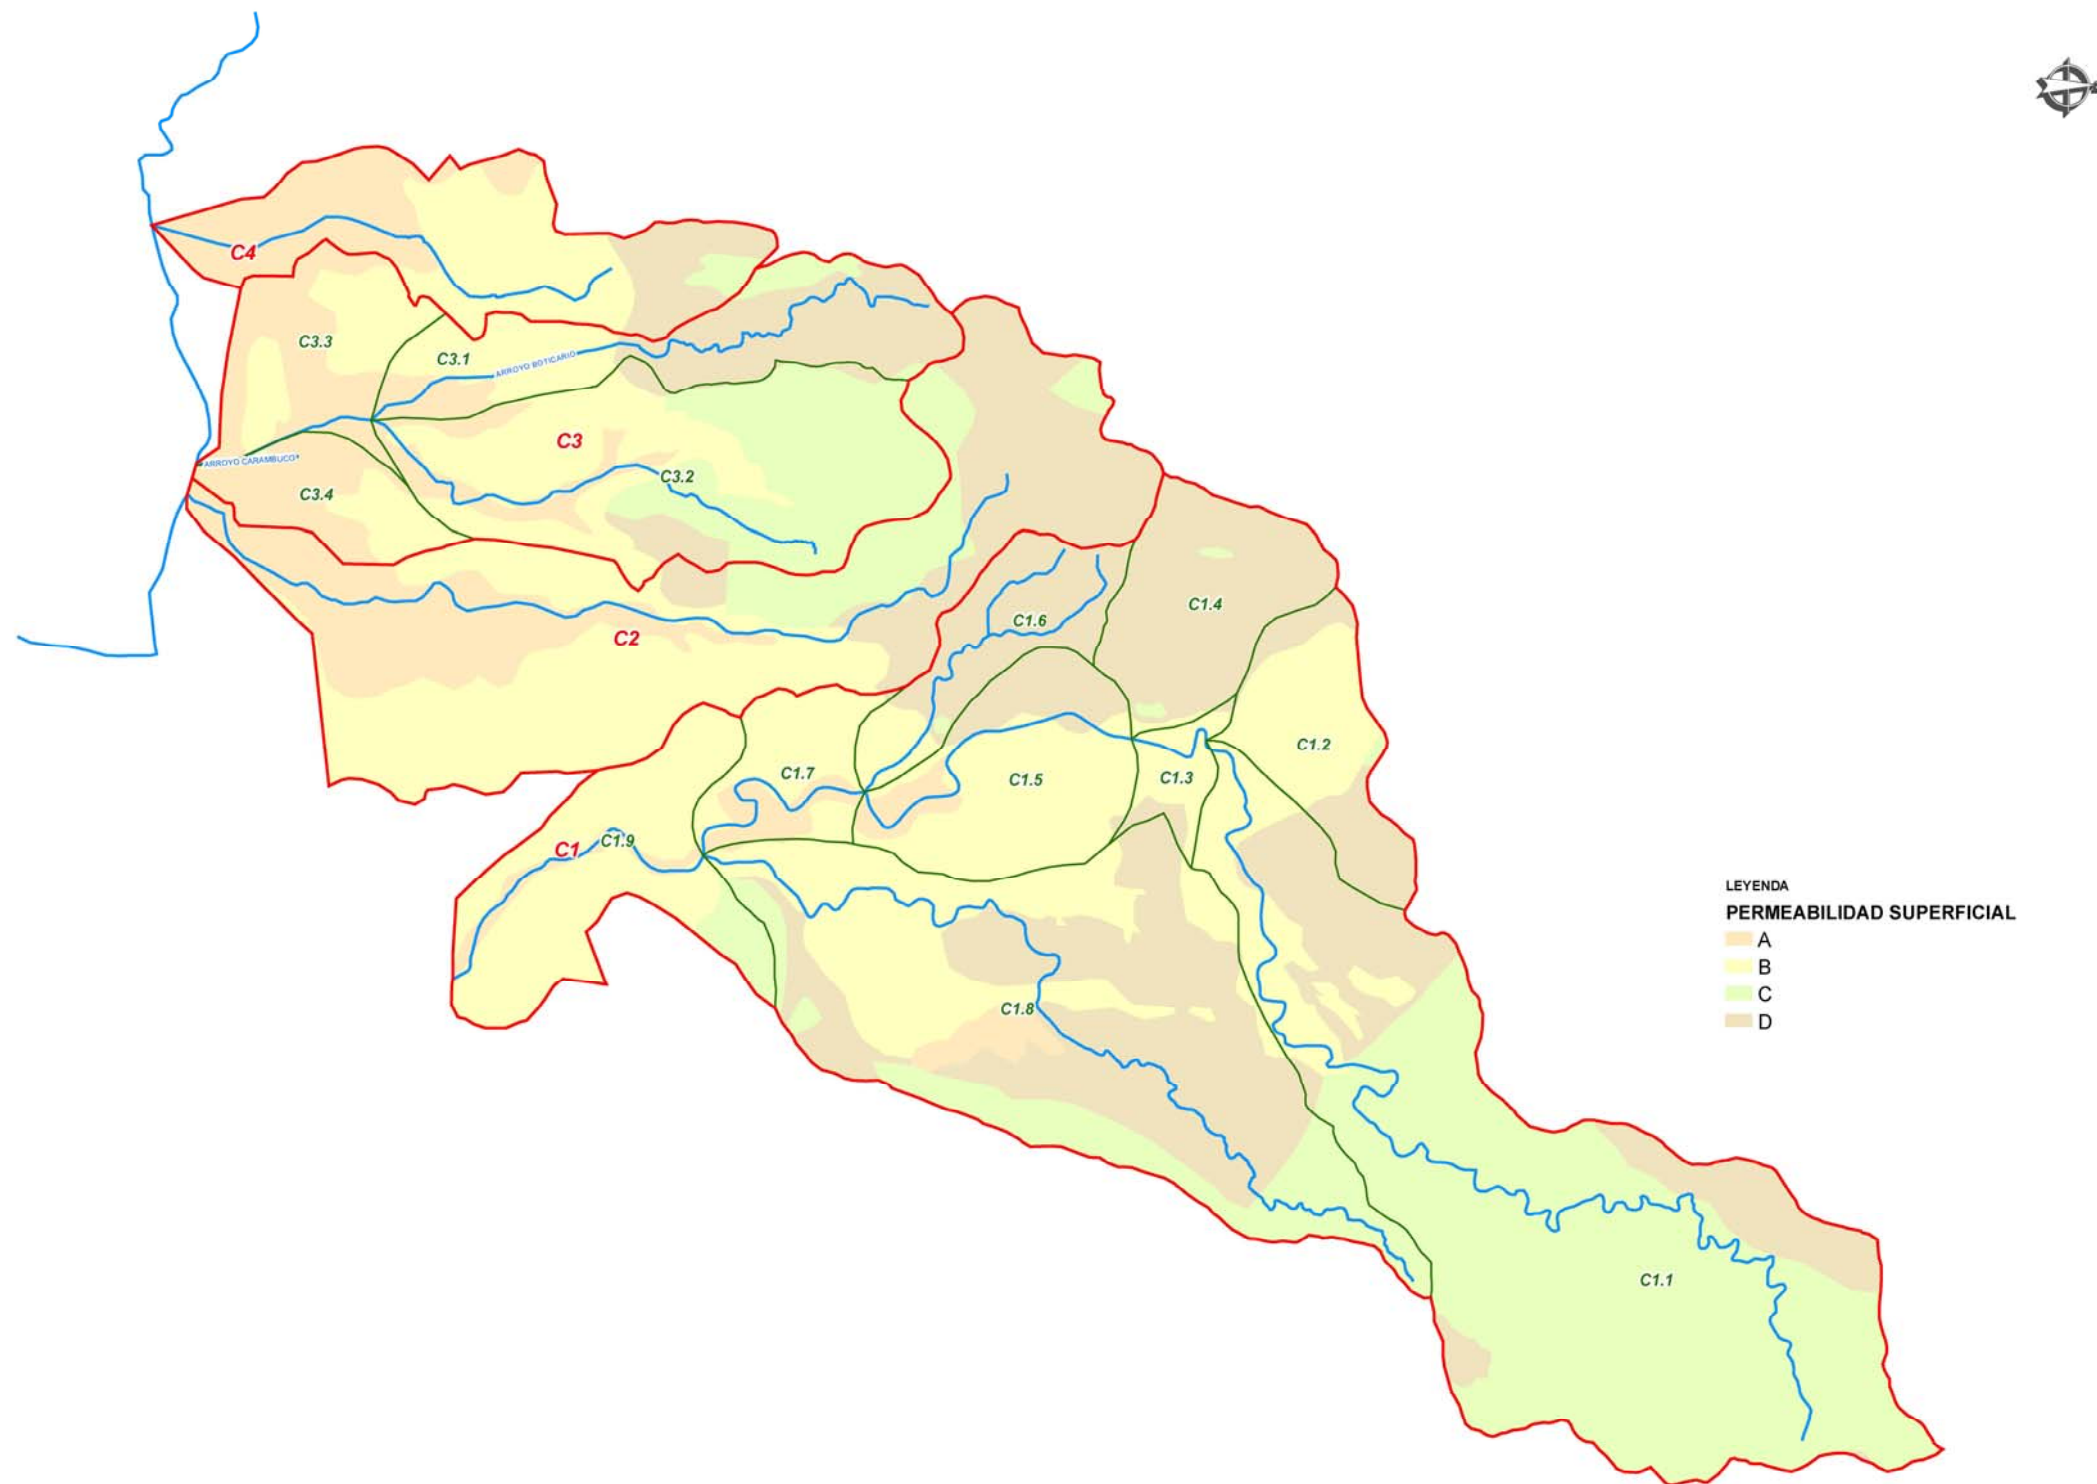 C4
C3.3
C3.1
ARROYO BOTICARIO
C3
ARROYO CARAMBUCO
C3.2
C3.4
C2
C1.6
C1.4
C1.2
C1.7
C1.5
C1.3
C1
C1.9
C1.8
C1.1
LEYENDA
PERMEABILIDAD SUPERFICIAL
A
B
C
D